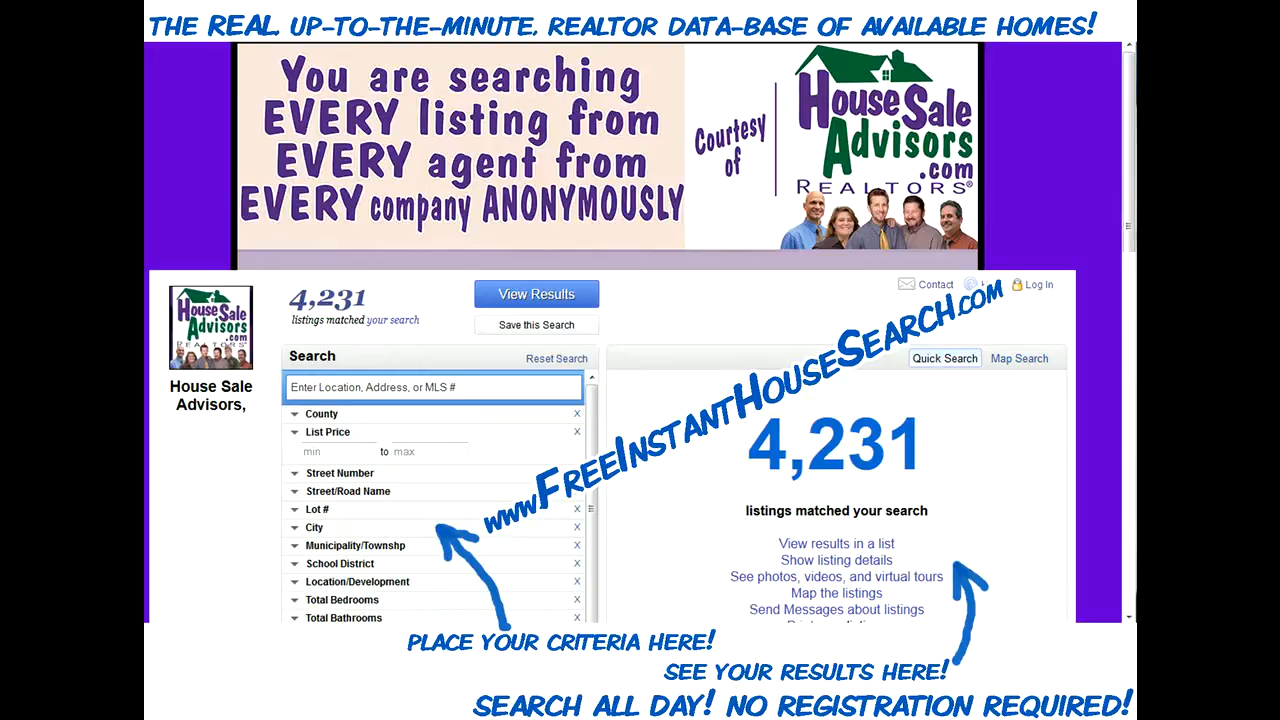 THE REAL, UP-TO-THE-MINUTE, REALTOR DATA-BASE OF AVAILABLE HOMES!
You are searching
EVERY listing from
EVERY agent from
EVERY company ANONYMOUSLY
Courtesy
of
House Sale
Advisors
.com
REALTORS®
House Sale
Advisors
.com
REALTORS
House Sale
Advisors,
4,231
listings matched your search
View Results
Save this Search
Contact
Log In
Search
Reset Search
Quick Search
Map Search
Enter Location, Address, or MLS #
County X
List Price X
min to max
Street Number
Street/Road Name
Lot # X
City X
Municipality/Townshp X
School District X
Location/Development X
Total Bedrooms X
Total Bathrooms X
www.FreeInstantHouseSearch.com
4,231
listings matched your search
View results in a list
Show listing details
See photos, videos, and virtual tours
Map the listings
Send Messages about listings
PLACE YOUR CRITERIA HERE!
SEE YOUR RESULTS HERE!
SEARCH ALL DAY! NO REGISTRATION REQUIRED!